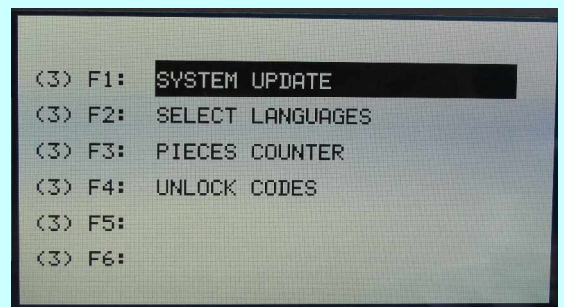 (3) F1: SYSTEM UPDATE
(3) F2: SELECT LANGUAGES
(3) F3: PIECES COUNTER
(3) F4: UNLOCK CODES
(3) F5:
(3) F6: